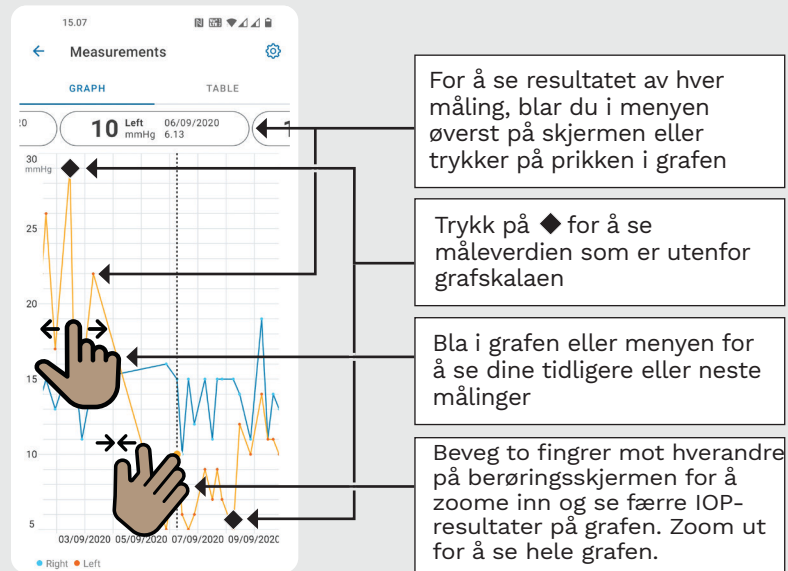 15.07
Measurements
GRAPH
TABLE
10 Left 06/09/2020
mmHg 6.13
30
mmHg
25
20
15
10
5
03/09/2020 05/09/2020 07/09/2020 09/09/2020
Right Left
For å se resultatet av hver
måling, blar du i menyen
øverst på skjermen eller
trykker på prikken i grafen
Trykk på ◆ for å se
måleverdien som er utenfor
grafskalaen
Bla i grafen eller menyen for
å se dine tidligere eller neste
målinger
Beveg to fingrer mot hverandre
på berøringsskjermen for å
zoome inn og se færre IOP-
resultater på grafen. Zoom ut
for å se hele grafen.